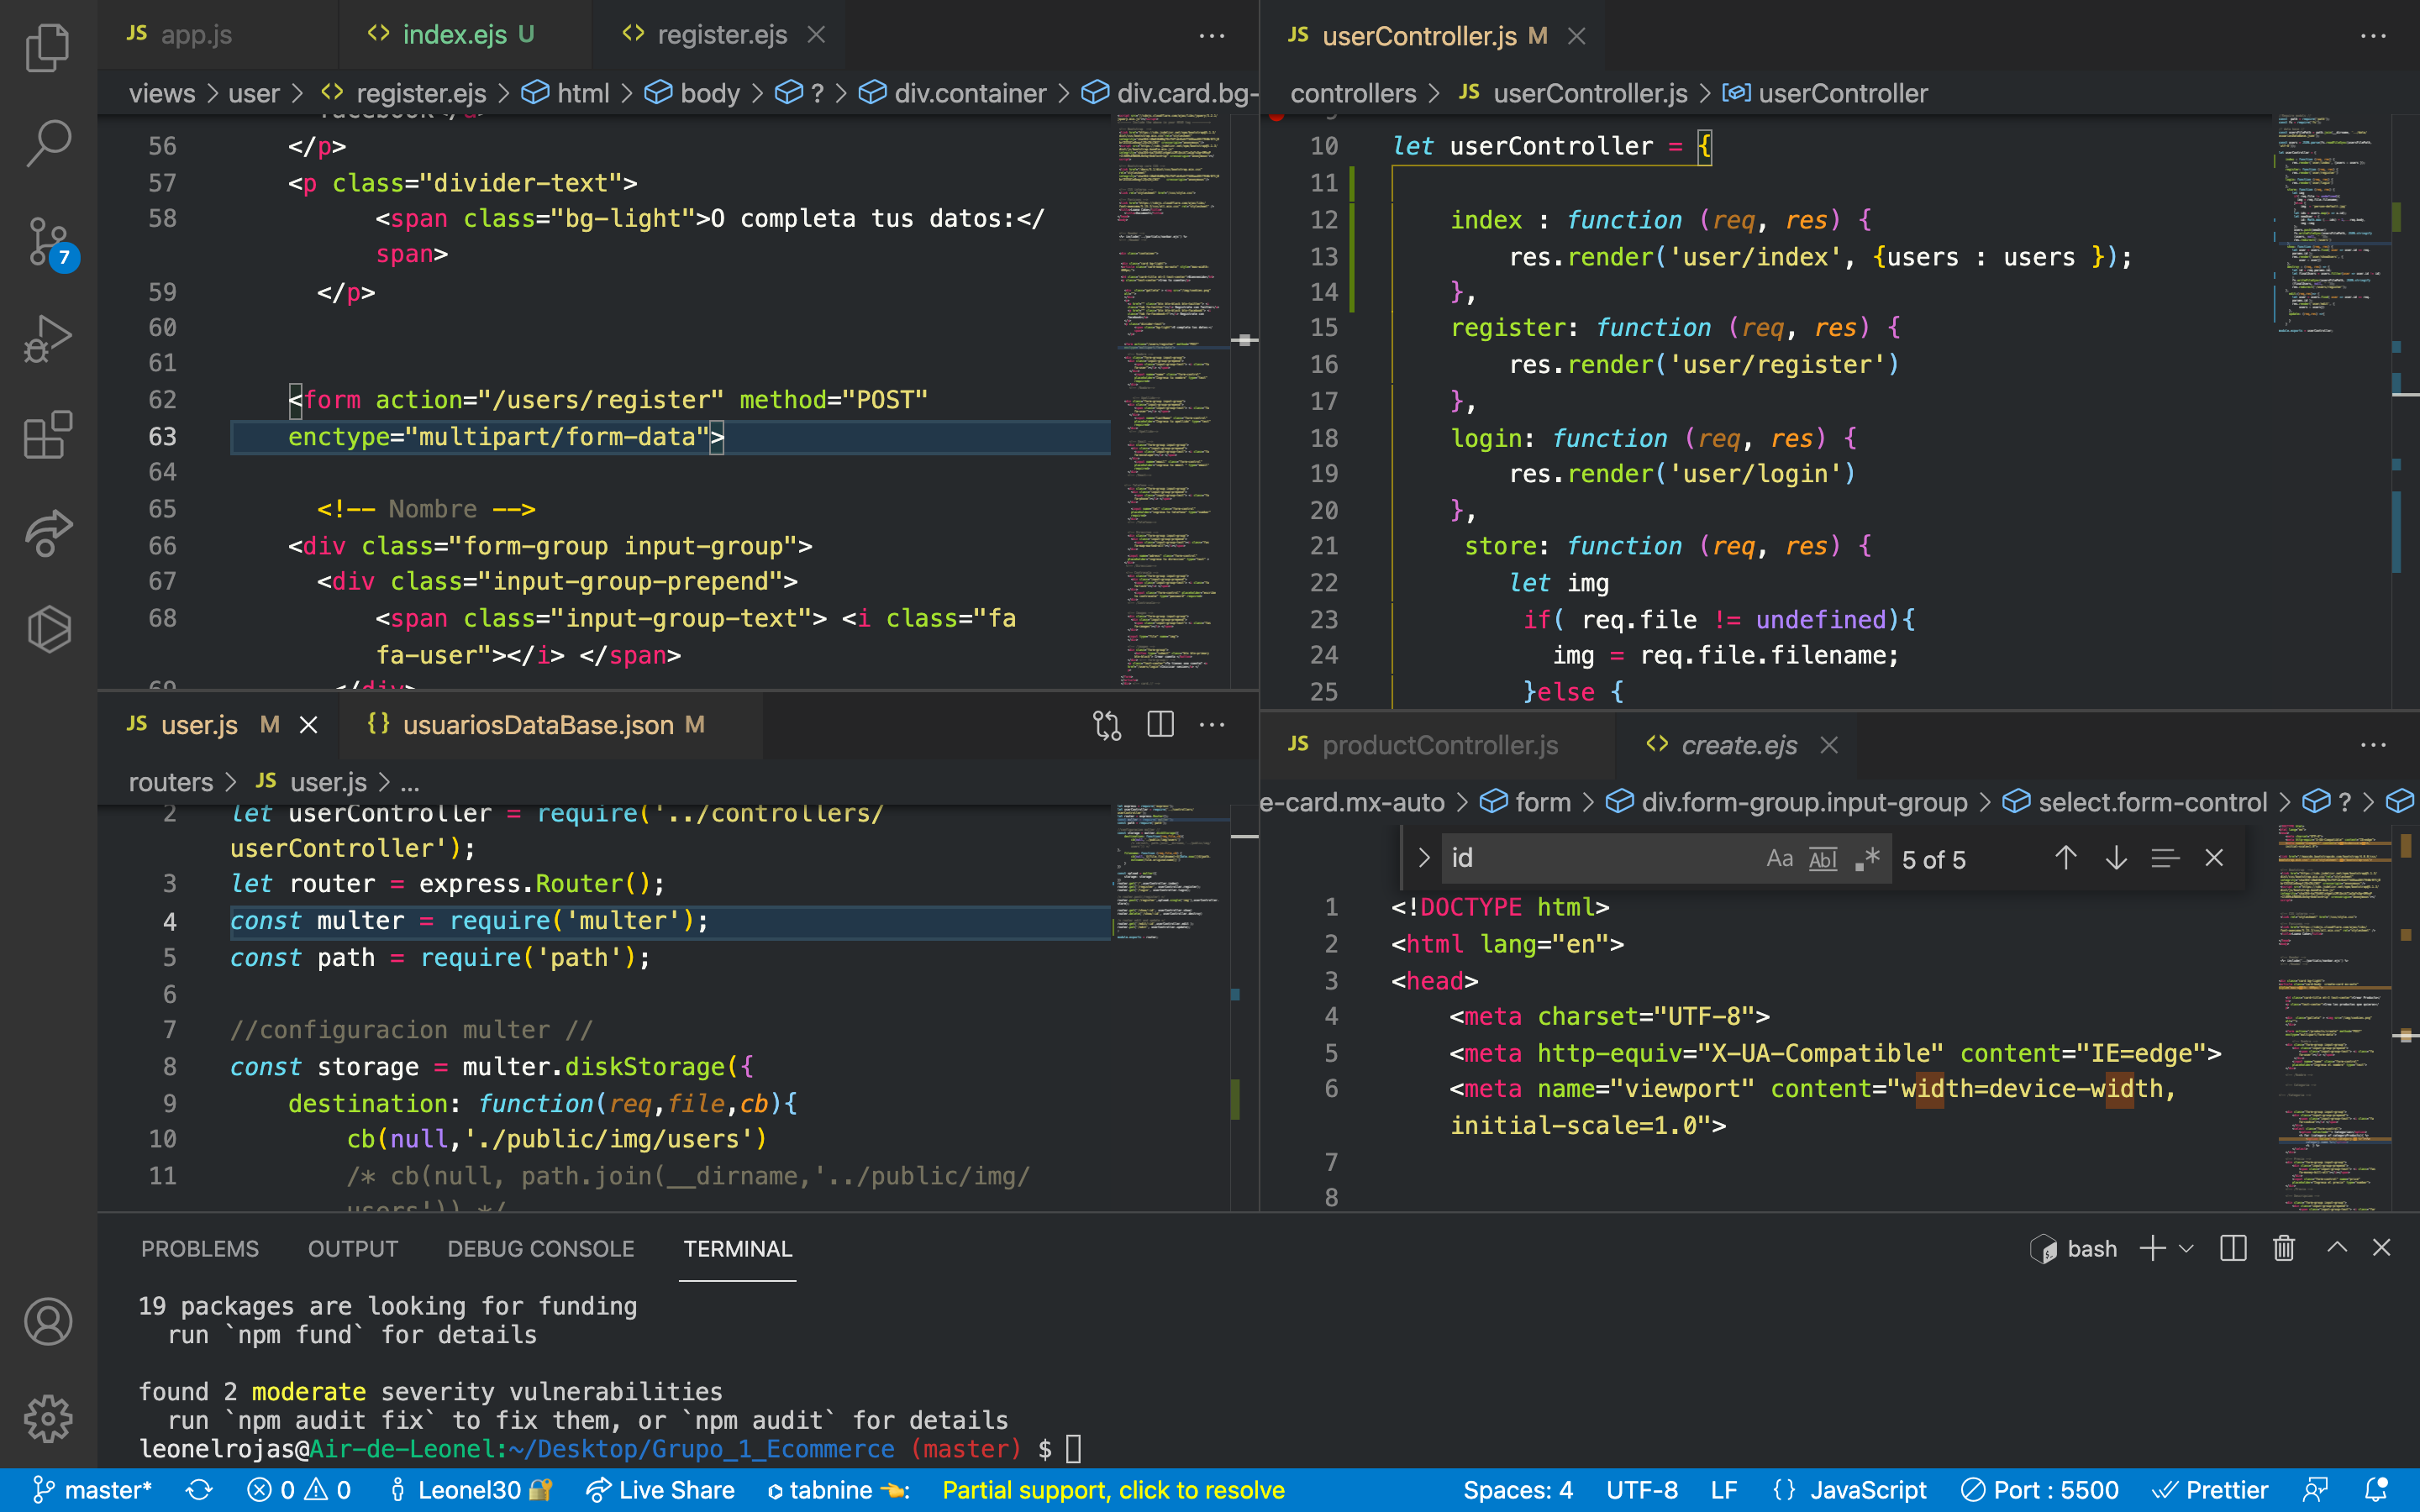 JS app.js
<> index.ejs U
<> register.ejs
views > user > <> register.ejs > html > body > ? > div.container > div.card.bg-
56 </p>
57 <p class="divider-text">
58 <span class="bg-light">O completa tus datos:</
span>
59 </p>
60
61
62 <form action="/users/register" method="POST"
63 enctype="multipart/form-data">
64
65 <!-- Nombre -->
66 <div class="form-group input-group">
67 <div class="input-group-prepend">
68 <span class="input-group-text"> <i class="fa
fa-user"></i> </span>
69 </div>
JS userController.js M
controllers > JS userController.js > userController
10 let userController = {
11
12 index : function (req, res) {
13 res.render('user/index', {users : users });
14 },
15 register: function (req, res) {
16 res.render('user/register')
17 },
18 login: function (req, res) {
19 res.render('user/login')
20 },
21 store: function (req, res) {
22 let img
23 if( req.file != undefined){
24 img = req.file.filename;
25 }else {
7
JS user.js M
{} usuariosDataBase.json M
routers > JS user.js > ...
2 let userController = require('../controllers/
userController');
3 let router = express.Router();
4 const multer = require('multer');
5 const path = require('path');
6
7 //configuracion multer //
8 const storage = multer.diskStorage({
9 destination: function(req,file,cb){
10 cb(null,'./public/img/users')
11 /* cb(null, path.join(__dirname,'../public/img/
users')) */
JS productController.js
<> create.ejs
e-card.mx-auto > form > div.form-group.input-group > select.form-control > ? >
id
Aa Abl .* 5 of 5
1 <!DOCTYPE html>
2 <html lang="en">
3 <head>
4 <meta charset="UTF-8">
5 <meta http-equiv="X-UA-Compatible" content="IE=edge">
6 <meta name="viewport" content="width=device-width,
initial-scale=1.0">
7
8
PROBLEMS OUTPUT DEBUG CONSOLE TERMINAL
bash
19 packages are looking for funding
run `npm fund` for details
found 2 moderate severity vulnerabilities
run `npm audit fix` to fix them, or `npm audit` for details
leonelrojas@Air-de-Leonel:~/Desktop/Grupo_1_Ecommerce (master) $
master* 0 0 Leonel30 Live Share tabnine : Partial support, click to resolve Spaces: 4 UTF-8 LF {} JavaScript Port : 5500 Prettier